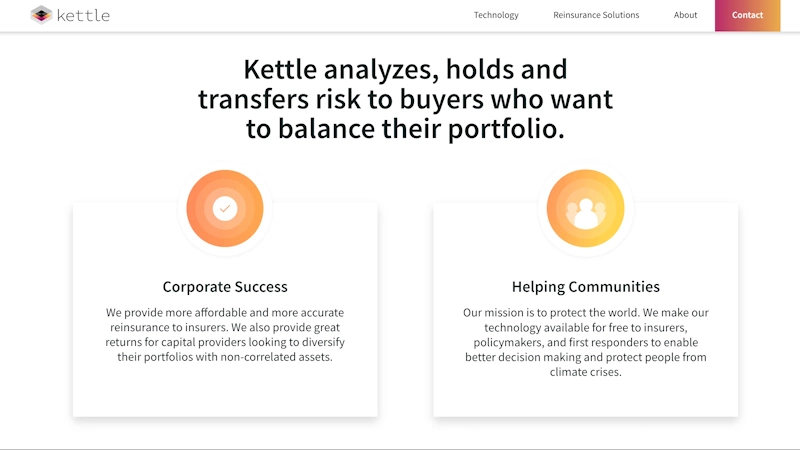 kettle
Technology
Reinsurance Solutions
About
Contact
Kettle analyzes, holds and
transfers risk to buyers who want
to balance their portfolio.
Corporate Success
We provide more affordable and more accurate
reinsurance to insurers. We also provide great
returns for capital providers looking to diversify
their portfolios with non-correlated assets.
Helping Communities
Our mission is to protect the world. We make our
technology available for free to insurers,
policymakers, and first responders to enable
better decision making and protect people from
climate crises.